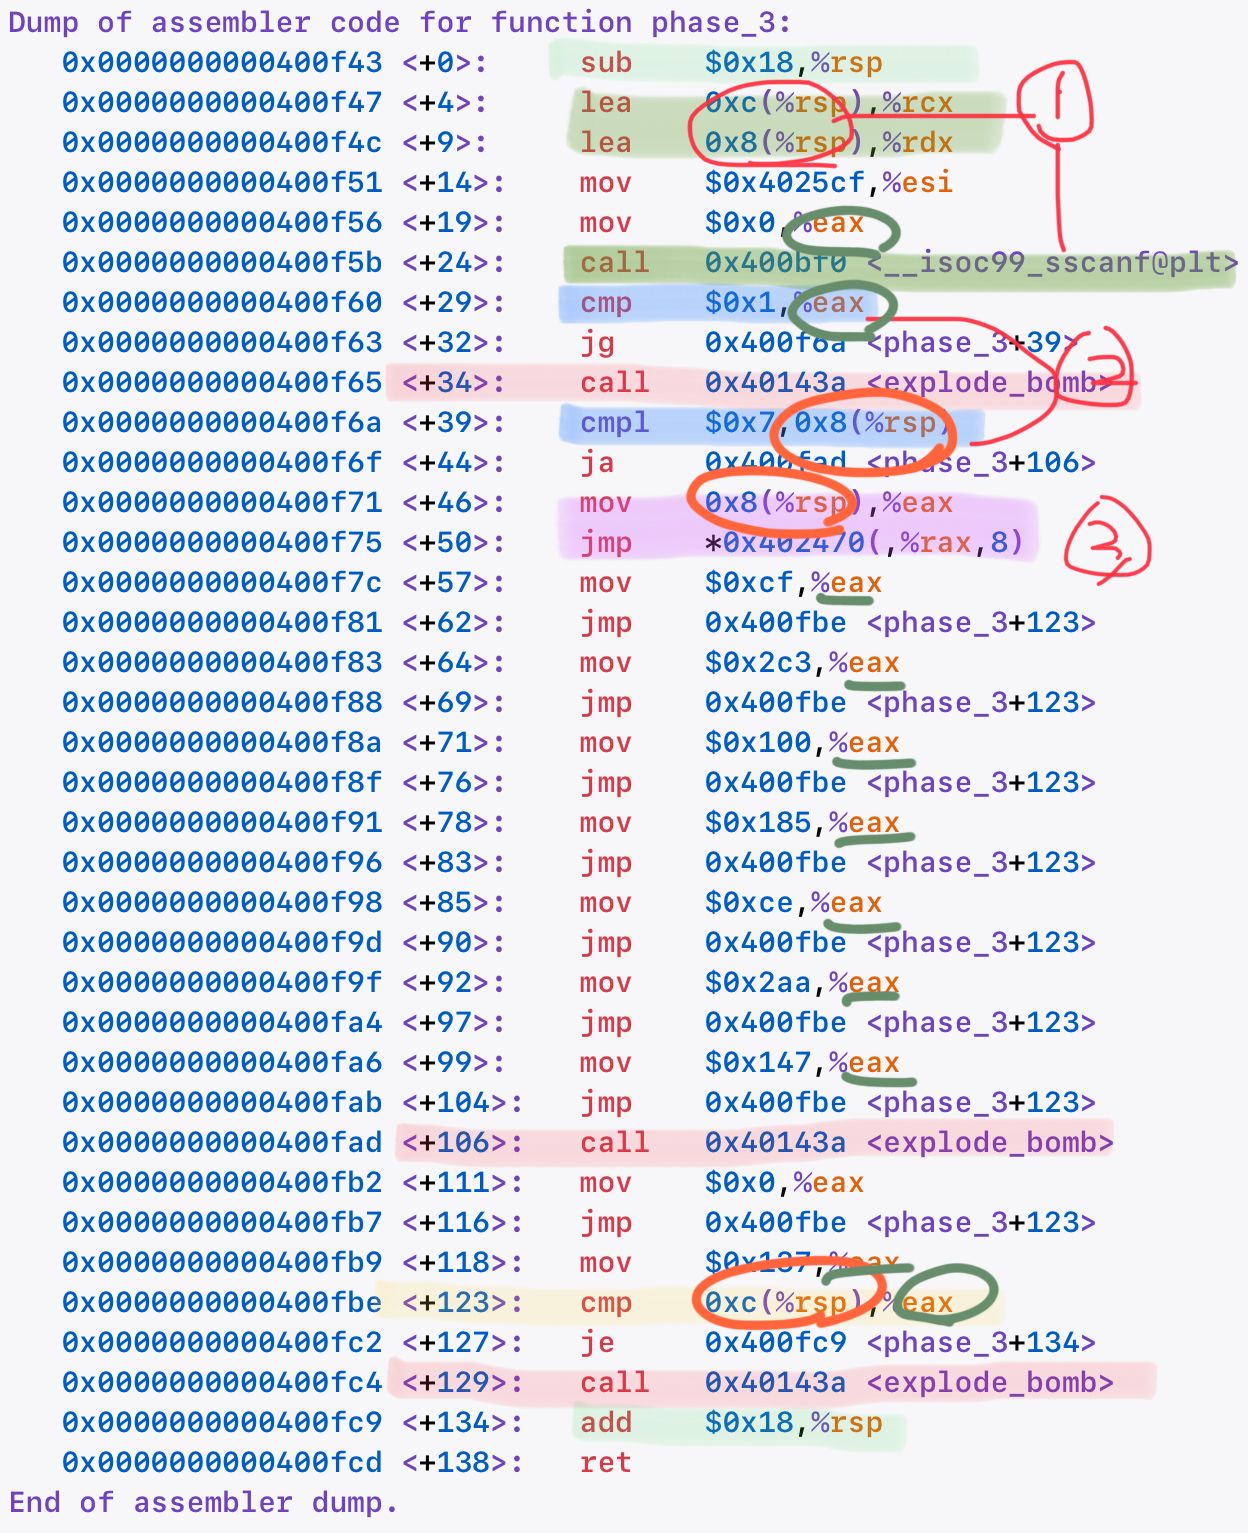 Dump of assembler code for function phase_3:
0x0000000000400f43 <+0>: sub $0x18,%rsp
0x0000000000400f47 <+4>: lea 0xc(%rsp),%rcx
0x0000000000400f4c <+9>: lea 0x8(%rsp),%rdx
1
0x0000000000400f51 <+14>: mov $0x4025cf,%esi
0x0000000000400f56 <+19>: mov $0x0,%eax
0x0000000000400f5b <+24>: call 0x400bf0 <__isoc99_sscanf@plt>
0x0000000000400f60 <+29>: cmp $0x1,%eax
0x0000000000400f63 <+32>: jg 0x400f6a <phase_3+39>
0x0000000000400f65 <+34>: call 0x40143a <explode_bomb>
2
0x0000000000400f6a <+39>: cmpl $0x7,0x8(%rsp)
0x0000000000400f6f <+44>: ja 0x400fad <phase_3+106>
0x0000000000400f71 <+46>: mov 0x8(%rsp),%eax
0x0000000000400f75 <+50>: jmp *0x402470(,%rax,8)
3
0x0000000000400f7c <+57>: mov $0xcf,%eax
0x0000000000400f81 <+62>: jmp 0x400fbe <phase_3+123>
0x0000000000400f83 <+64>: mov $0x2c3,%eax
0x0000000000400f88 <+69>: jmp 0x400fbe <phase_3+123>
0x0000000000400f8a <+71>: mov $0x100,%eax
0x0000000000400f8f <+76>: jmp 0x400fbe <phase_3+123>
0x0000000000400f91 <+78>: mov $0x185,%eax
0x0000000000400f96 <+83>: jmp 0x400fbe <phase_3+123>
0x0000000000400f98 <+85>: mov $0xce,%eax
0x0000000000400f9d <+90>: jmp 0x400fbe <phase_3+123>
0x0000000000400f9f <+92>: mov $0x2aa,%eax
0x0000000000400fa4 <+97>: jmp 0x400fbe <phase_3+123>
0x0000000000400fa6 <+99>: mov $0x147,%eax
0x0000000000400fab <+104>: jmp 0x400fbe <phase_3+123>
0x0000000000400fad <+106>: call 0x40143a <explode_bomb>
0x0000000000400fb2 <+111>: mov $0x0,%eax
0x0000000000400fb7 <+116>: jmp 0x400fbe <phase_3+123>
0x0000000000400fb9 <+118>: mov $0x137,%eax
0x0000000000400fbe <+123>: cmp 0xc(%rsp),%eax
0x0000000000400fc2 <+127>: je 0x400fc9 <phase_3+134>
0x0000000000400fc4 <+129>: call 0x40143a <explode_bomb>
0x0000000000400fc9 <+134>: add $0x18,%rsp
0x0000000000400fcd <+138>: ret
End of assembler dump.